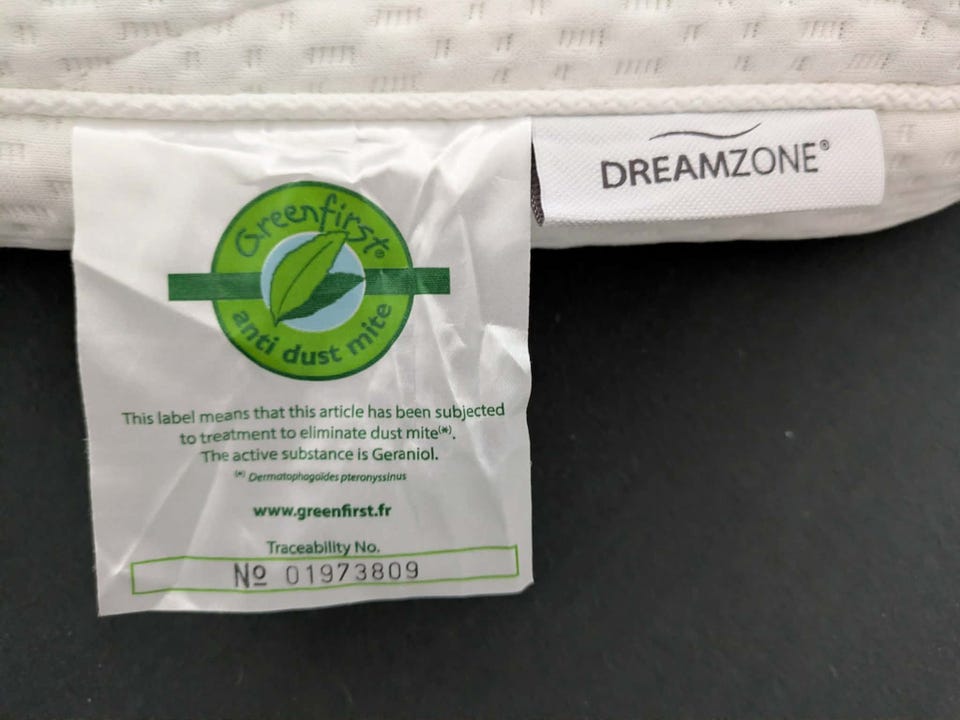 Greenfirst®
anti dust mite
This label means that this article has been subjected
to treatment to eliminate dust mite(*).
The active substance is Geraniol.
(*) Dermatophagoïdes pteronyssinus
www.greenfirst.fr
Traceability No.
Nº 01973809
DREAMZONE®